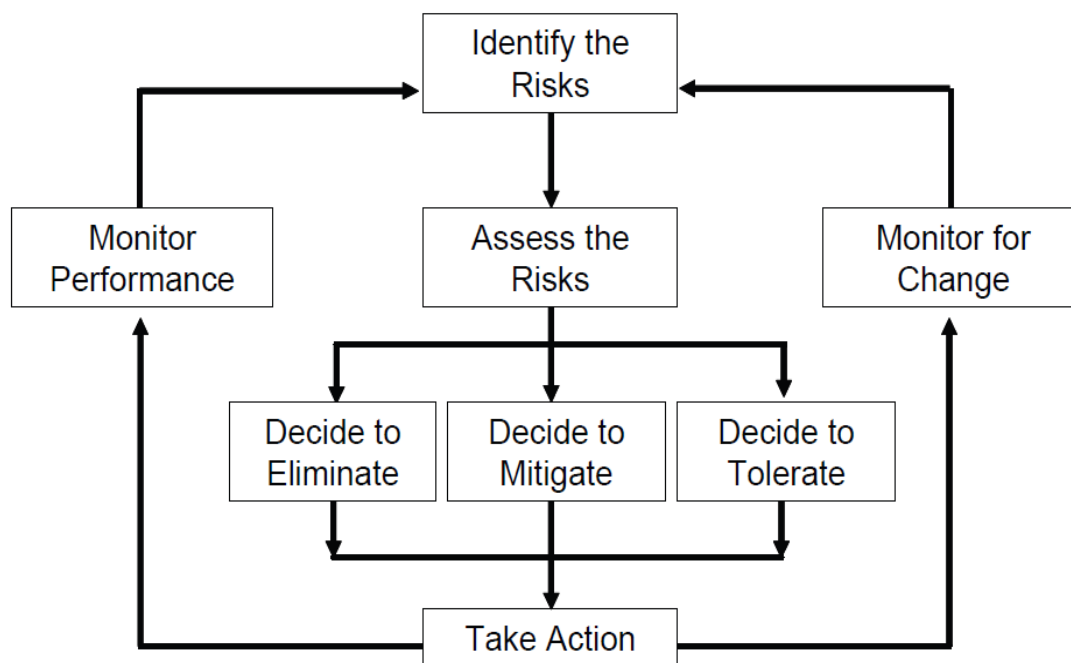 Identify the
Risks
Monitor
Performance
Assess the
Risks
Monitor for
Change
Decide to
Eliminate
Decide to
Mitigate
Decide to
Tolerate
Take Action